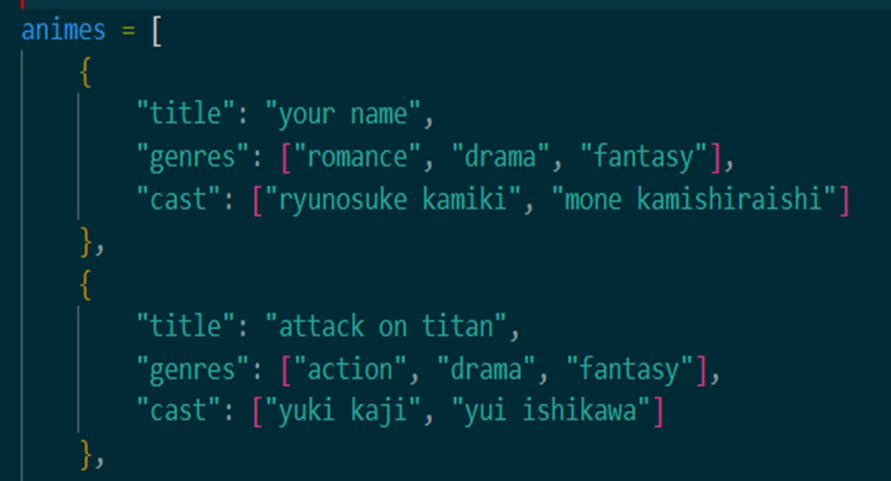 animes = [
{
"title": "your name",
"genres": ["romance", "drama", "fantasy"],
"cast": ["ryunosuke kamiki", "mone kamishiraishi"]
},
{
"title": "attack on titan",
"genres": ["action", "drama", "fantasy"],
"cast": ["yuki kaji", "yui ishikawa"]
},